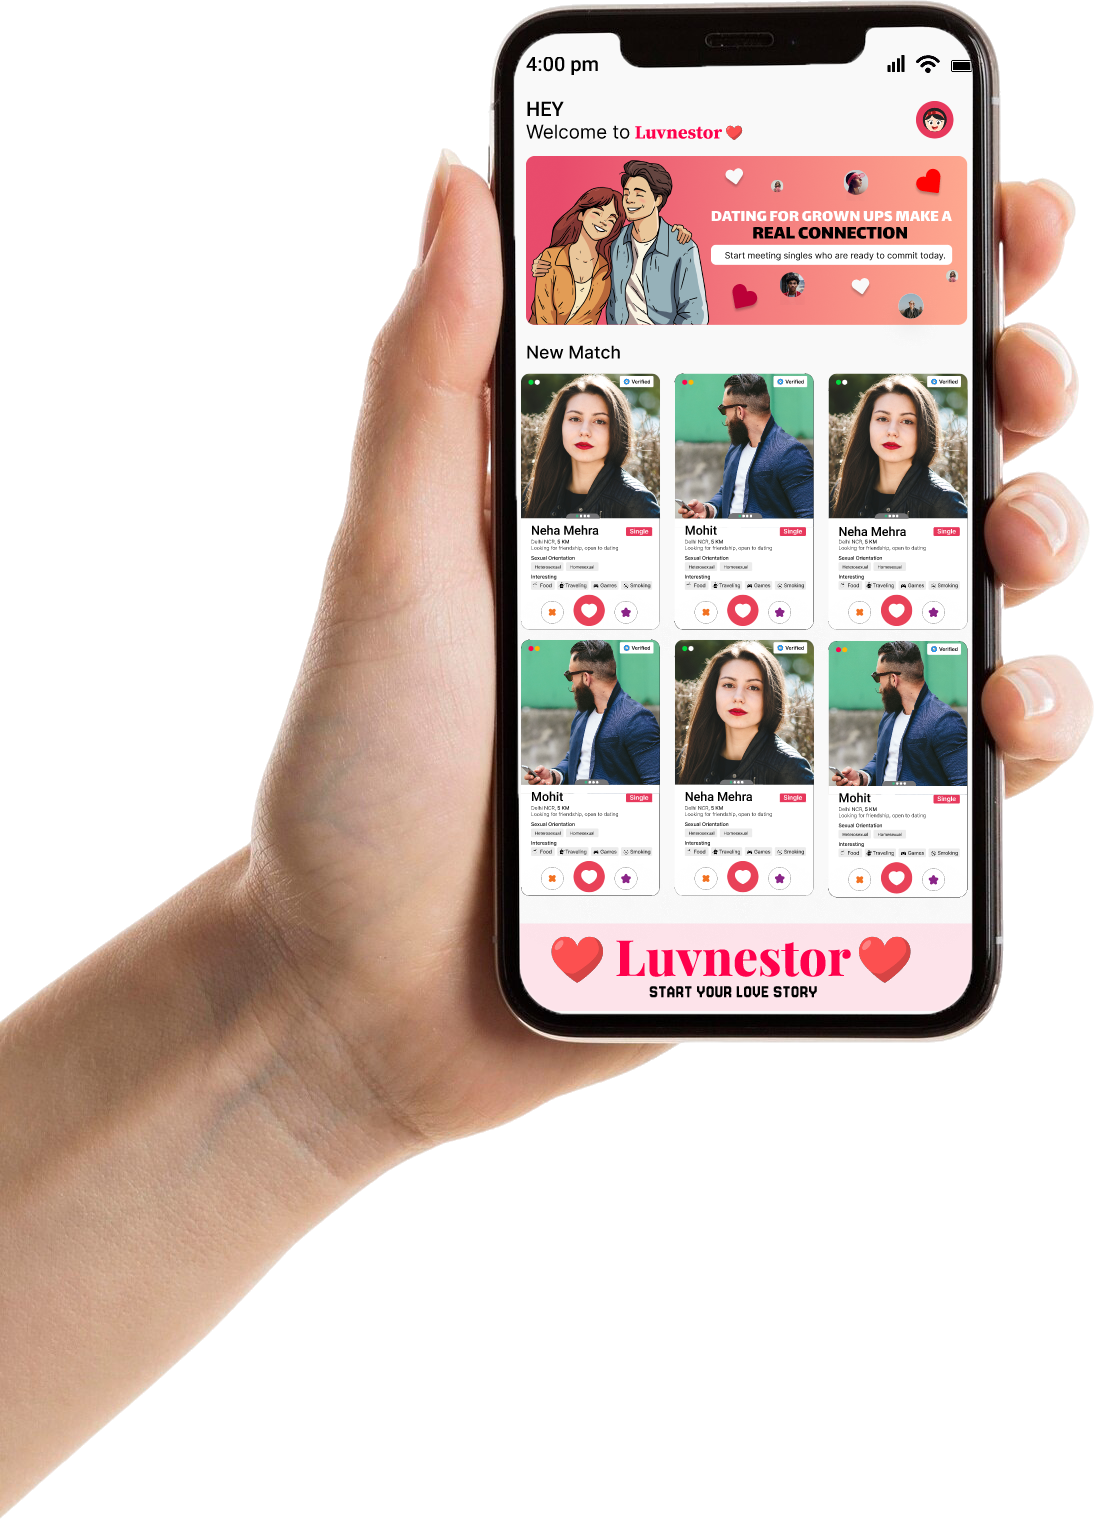 4:00 pm
HEY
Welcome to Luvnestor
DATING FOR GROWN UPS MAKE A
REAL CONNECTION
Start meeting singles who are ready to commit today.
New Match
Verified
Verified
Verified
Neha Mehra Single
Delhi NCR, 5 KM
Looking for friendship, open to dating
Sexual Orientation
Heterosexual Homosexual
Interesting
Food Traveling Games Smoking
Mohit Single
Delhi NCR, 5 KM
Looking for friendship, open to dating
Sexual Orientation
Heterosexual Homosexual
Interesting
Food Traveling Games Smoking
Neha Mehra Single
Delhi NCR, 5 KM
Looking for friendship, open to dating
Sexual Orientation
Heterosexual Homosexual
Interesting
Food Traveling Games Smoking
Verified
Verified
Verified
Mohit Single
Delhi NCR, 5 KM
Looking for friendship, open to dating
Sexual Orientation
Heterosexual Homosexual
Interesting
Food Traveling Games Smoking
Neha Mehra Single
Delhi NCR, 5 KM
Looking for friendship, open to dating
Sexual Orientation
Heterosexual Homosexual
Interesting
Food Traveling Games Smoking
Mohit Single
Delhi NCR, 5 KM
Looking for friendship, open to dating
Sexual Orientation
Heterosexual Homosexual
Interesting
Food Traveling Games Smoking
Luvnestor
START YOUR LOVE STORY